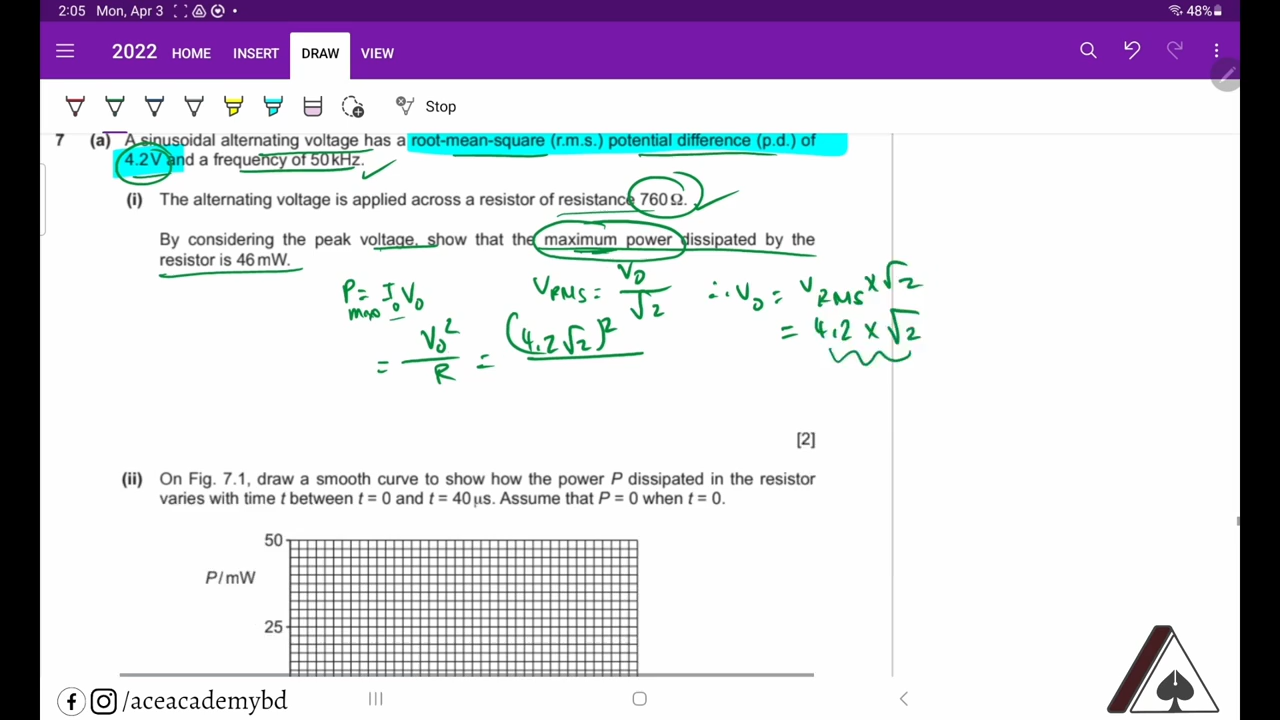 2:05 Mon, Apr 3 48%
2022 HOME INSERT DRAW VIEW
Stop
7 (a) A sinusoidal alternating voltage has a root-mean-square (r.m.s.) potential difference (p.d.) of
4.2 V and a frequency of 50 kHz.
(i) The alternating voltage is applied across a resistor of resistance 760 Ω.
By considering the peak voltage, show that the maximum power dissipated by the
resistor is 46 mW.
P_max = I₀V₀ V_RMS = V₀/√2 ∴ V₀ = V_RMS × √2
= V₀²/R = (4.2√2)² = 4.2 × √2
[2]
(ii) On Fig. 7.1, draw a smooth curve to show how the power P dissipated in the resistor
varies with time t between t = 0 and t = 40 μs. Assume that P = 0 when t = 0.
50
P/mW
25
/aceacademybd